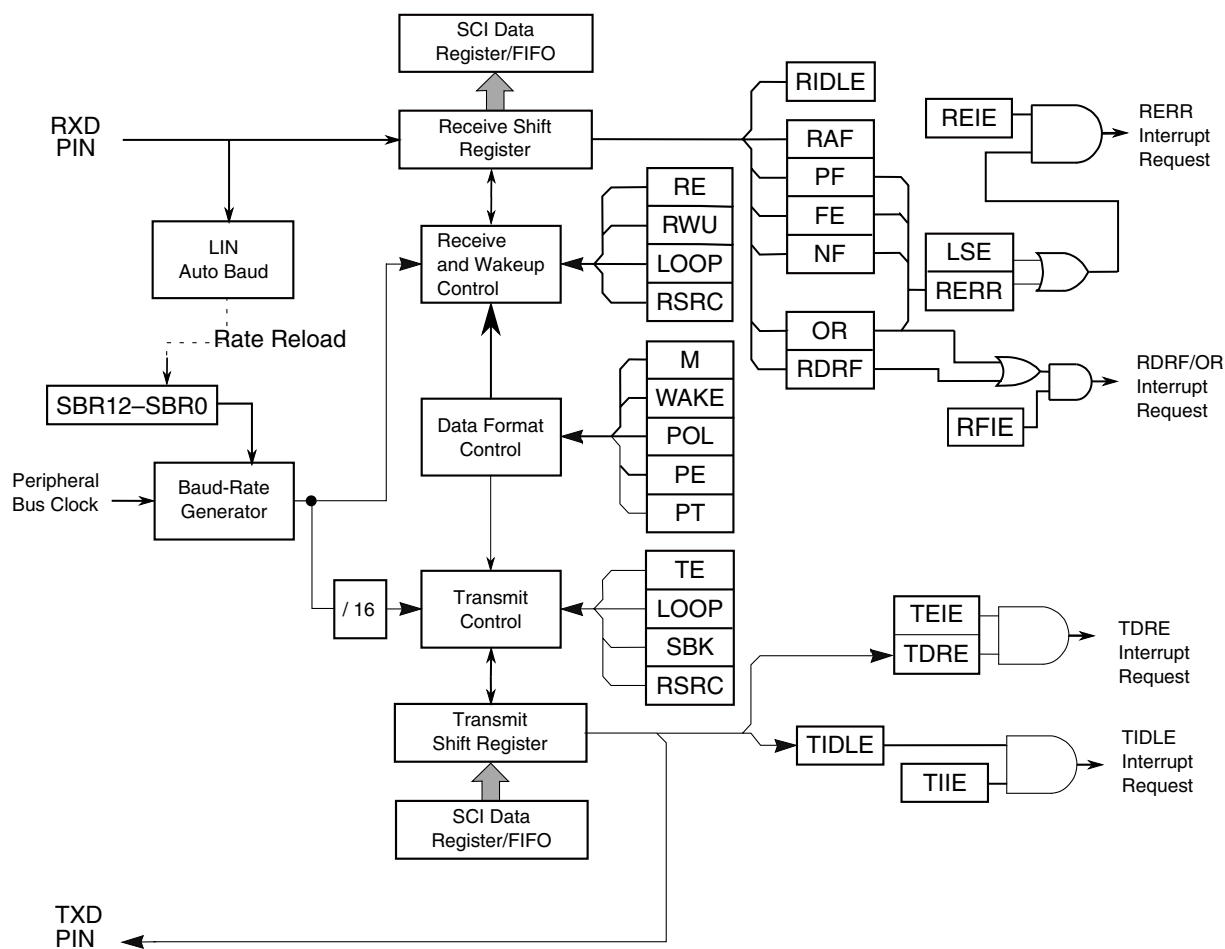 SCI Data
Register/FIFO
RXD
PIN
Receive Shift
Register
RIDLE
RAF
PF
FE
NF
OR
RDRF
REIE
RERR
Interrupt
Request
LSE
RERR
RFIE
RDRF/OR
Interrupt
Request
LIN
Auto Baud
Rate Reload
SBR12–SBR0
Peripheral
Bus Clock
Baud-Rate
Generator
Receive
and Wakeup
Control
RE
RWU
LOOP
RSRC
Data Format
Control
M
WAKE
POL
PE
PT
/ 16
Transmit
Control
TE
LOOP
SBK
RSRC
Transmit
Shift Register
SCI Data
Register/FIFO
TEIE
TDRE
TDRE
Interrupt
Request
TIDLE
TIIE
TIDLE
Interrupt
Request
TXD
PIN